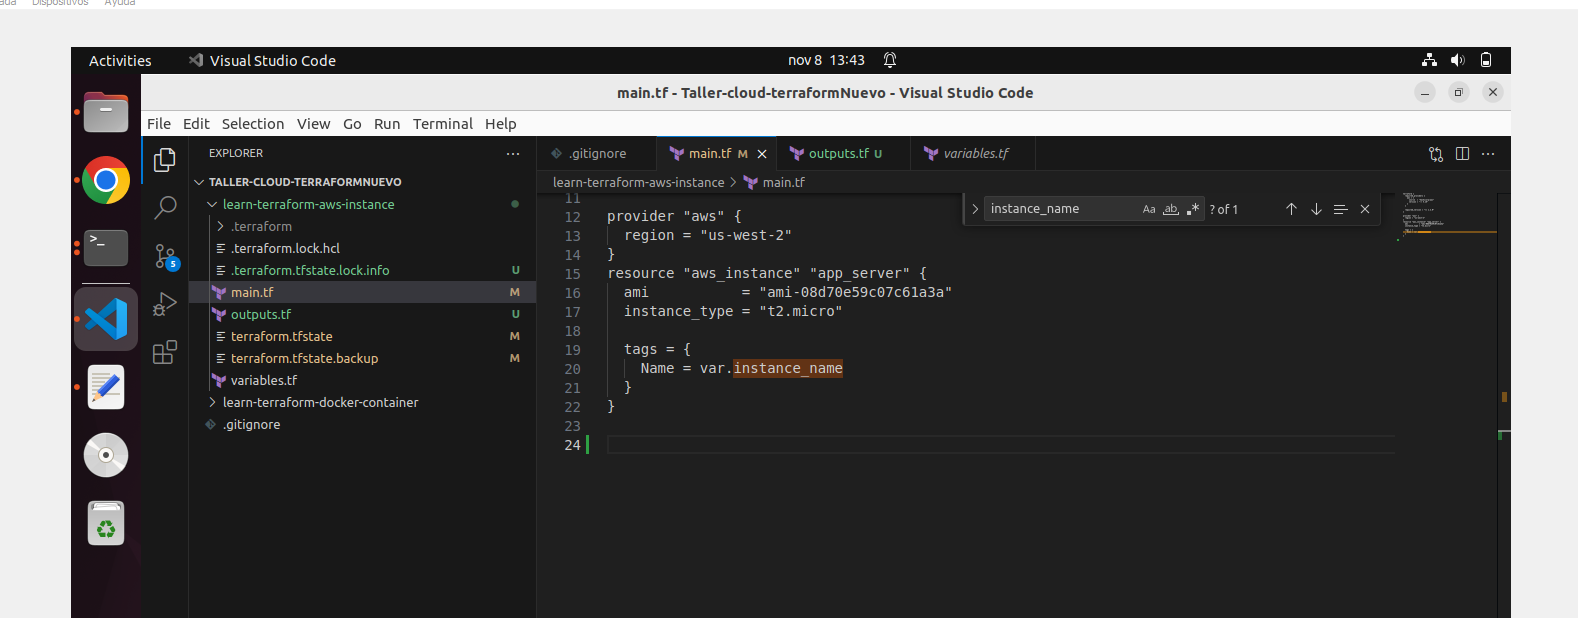 ada Dispositivos Ayuda
Activities Visual Studio Code nov 8 13:43
main.tf - Taller-cloud-terraformNuevo - Visual Studio Code
File Edit Selection View Go Run Terminal Help
EXPLORER ...
TALLER-CLOUD-TERRAFORMNUEVO
learn-terraform-aws-instance
.terraform
.terraform.lock.hcl
.terraform.tfstate.lock.info U
main.tf M
outputs.tf U
terraform.tfstate M
terraform.tfstate.backup M
variables.tf
learn-terraform-docker-container
.gitignore
5
.gitignore main.tf M outputs.tf U variables.tf
learn-terraform-aws-instance > main.tf
instance_name Aa ab .* ? of 1
11
12 provider "aws" {
13 region = "us-west-2"
14 }
15 resource "aws_instance" "app_server" {
16 ami = "ami-08d70e59c07c61a3a"
17 instance_type = "t2.micro"
18
19 tags = {
20 Name = var.instance_name
21 }
22 }
23
24